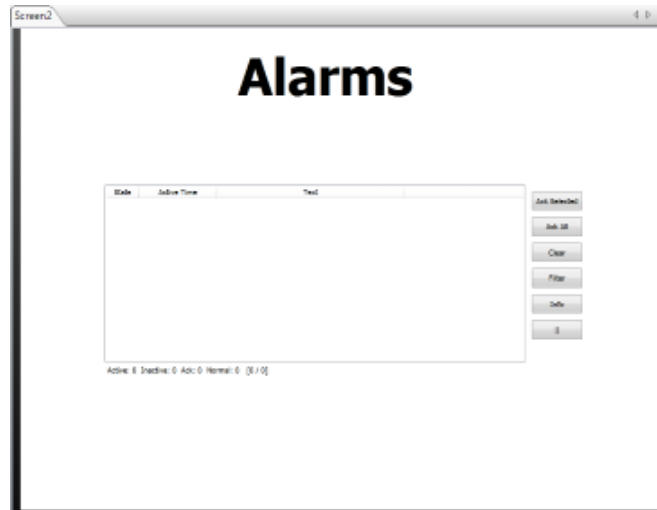 Screen2
Alarms
State Active Time Text
Ack Selected
Ack All
Clear
Filter
Info
Active: 0 Inactive: 0 Ack: 0 Normal: 0 [0 / 0]